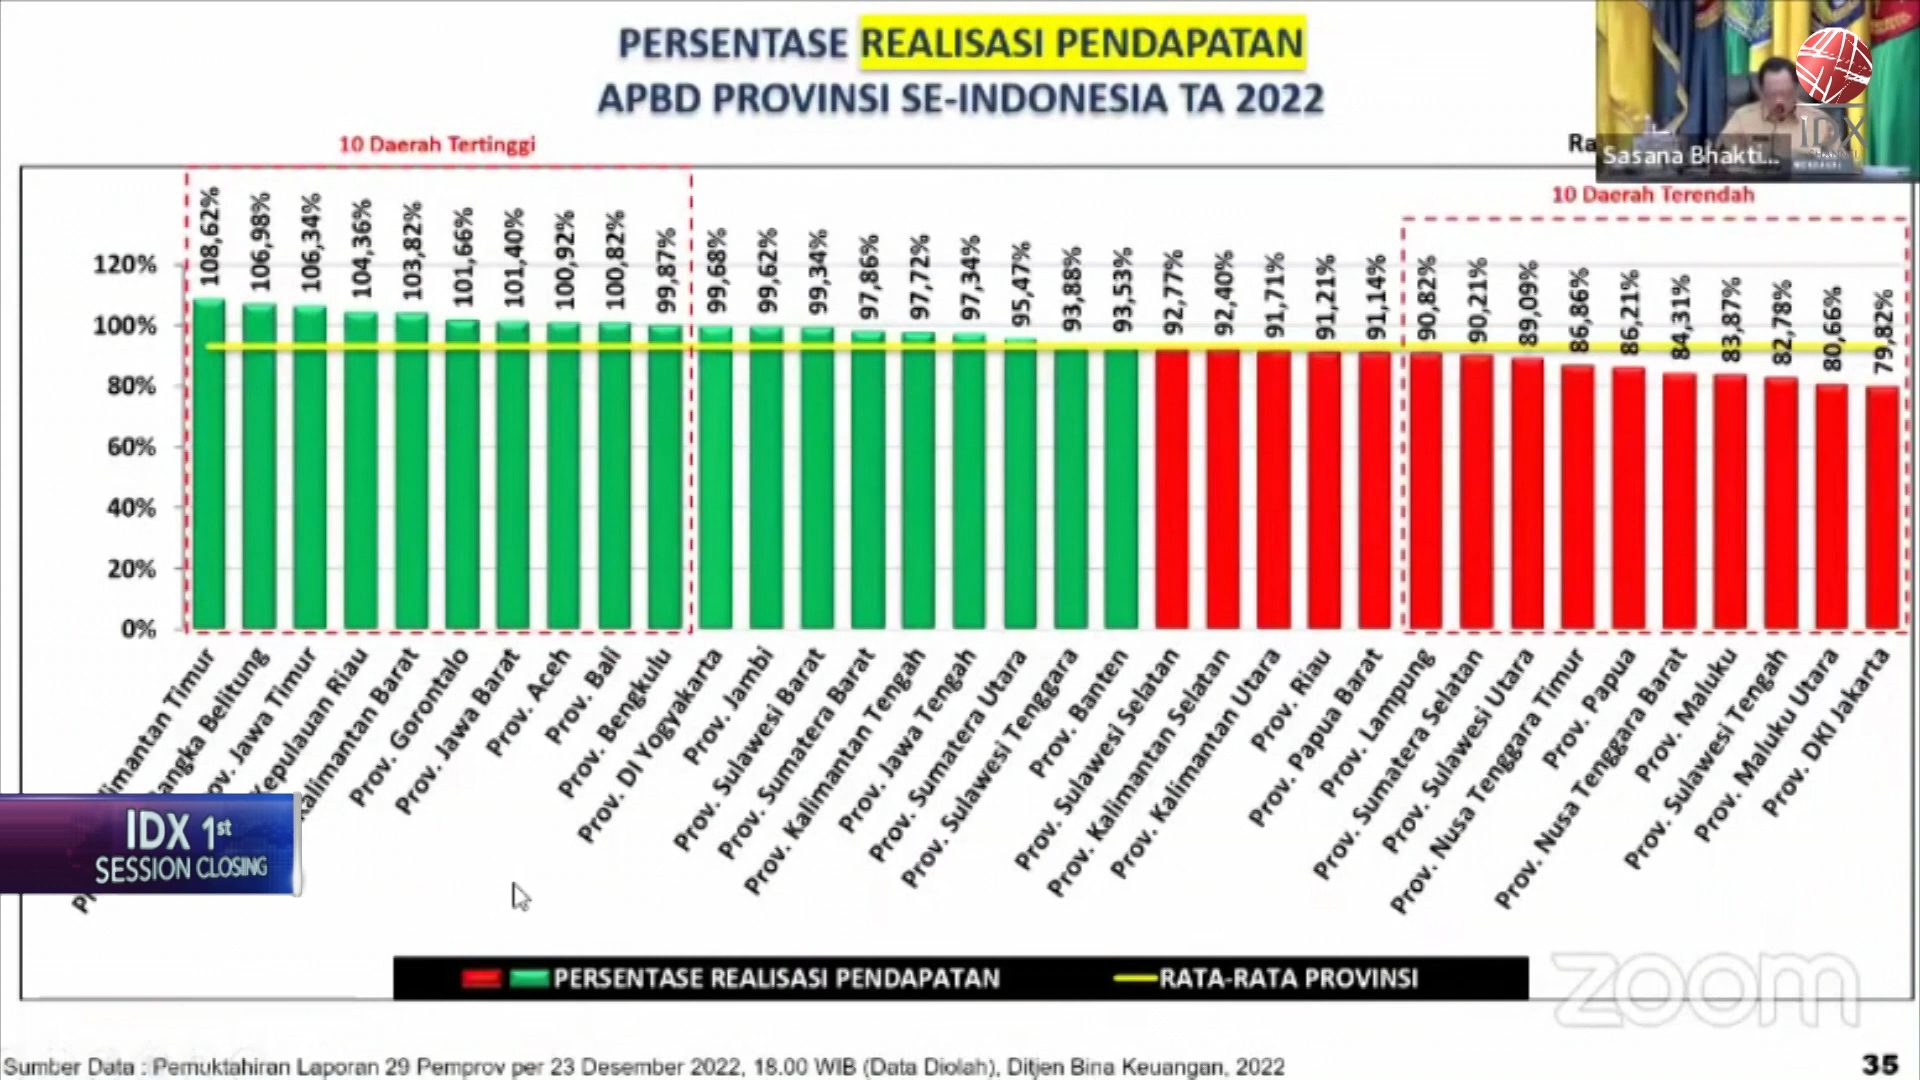 PERSENTASE REALISASI PENDAPATAN
APBD PROVINSI SE-INDONESIA TA 2022
10 Daerah Tertinggi
Sasana Bhakti...
IDX
CHANNEL
10 Daerah Terendah
108,62%
106,98%
106,34%
104,36%
103,82%
101,66%
101,40%
100,92%
100,82%
99,87%
99,68%
99,62%
99,34%
97,86%
97,72%
97,34%
95,47%
93,88%
93,53%
92,77%
92,40%
91,71%
91,21%
91,14%
90,82%
90,21%
89,09%
86,86%
86,21%
84,31%
83,87%
82,78%
80,66%
79,82%
120%
100%
80%
60%
40%
20%
0%
Timur
Belitung
Jawa Timur
Riau
Barat
Prov. Gorontalo
Prov. Jawa Barat
Prov. Aceh
Prov. Bali
Prov. Bengkulu
Prov. DI Yogyakarta
Prov. Jambi
Prov. Sulawesi Barat
Prov. Sumatera Barat
Prov. Kalimantan Tengah
Prov. Jawa Tengah
Prov. Sumatera Utara
Prov. Sulawesi Tenggara
Prov. Banten
Prov. Sulawesi Selatan
Prov. Kalimantan Selatan
Prov. Kalimantan Utara
Prov. Riau
Prov. Papua Barat
Prov. Lampung
Prov. Sumatera Selatan
Prov. Sulawesi Utara
Prov. Nusa Tenggara Timur
Prov. Papua
Prov. Nusa Tenggara Barat
Prov. Maluku
Prov. Sulawesi Tengah
Prov. Maluku Utara
Prov. DKI Jakarta
IDX 1st
SESSION CLOSING
PERSENTASE REALISASI PENDAPATAN
RATA-RATA PROVINSI
zoom
Sumber Data : Pemuktahiran Laporan 29 Pemprov per 23 Desember 2022, 18.00 WIB (Data Diolah), Ditjen Bina Keuangan, 2022
35